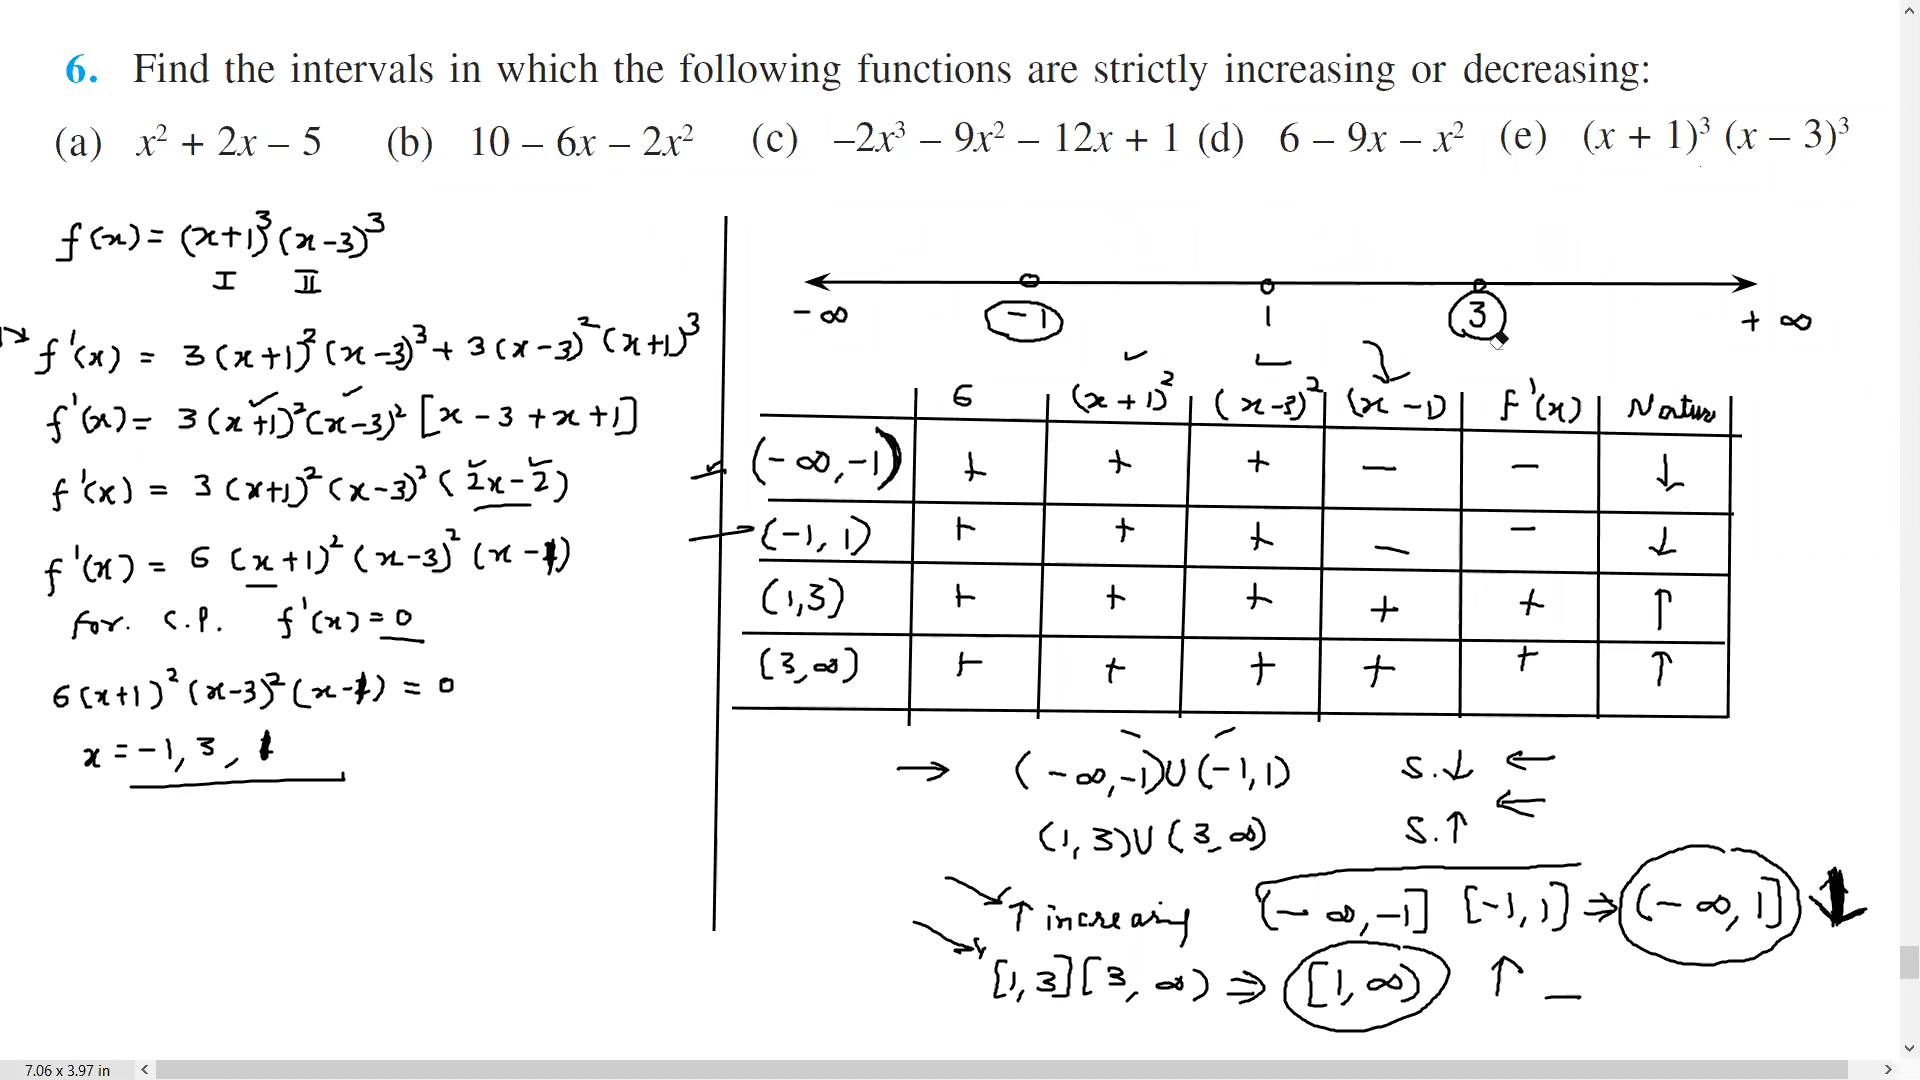 6. Find the intervals in which the following functions are strictly increasing or decreasing:
(a) x² + 2x – 5 (b) 10 – 6x – 2x² (c) –2x³ – 9x² – 12x + 1 (d) 6 – 9x – x² (e) (x + 1)³ (x – 3)³
f(x) = (x+1)³(x-3)³
I II
f'(x) = 3(x+1)²(x-3)³ + 3(x-3)²(x+1)³
f'(x) = 3(x+1)²(x-3)² [x-3+x+1]
f'(x) = 3(x+1)²(x-3)²(2x-2)
f'(x) = 6(x+1)²(x-3)²(x-1)
for. C.P. f'(x)=0
6(x+1)²(x-3)²(x-1) = 0
x = -1, 3, 1
-∞ -1 1 3 +∞
6 (x+1)² (x-3)² (x-1) f'(x) Nature
(-∞,-1) + + + - - ↓
(-1,1) + + + - - ↓
(1,3) + + + + + ↑
(3,∞) + + + + + ↑
→ (-∞,-1)∪(-1,1) S.↓ ←
(1,3)∪(3,∞) S.↑ ←
↑ increasing (-∞,-1] [-1,1] ⇒ (-∞,1] ↓
[1,3][3,∞) ⇒ [1,∞) ↑ –
7.06 x 3.97 in